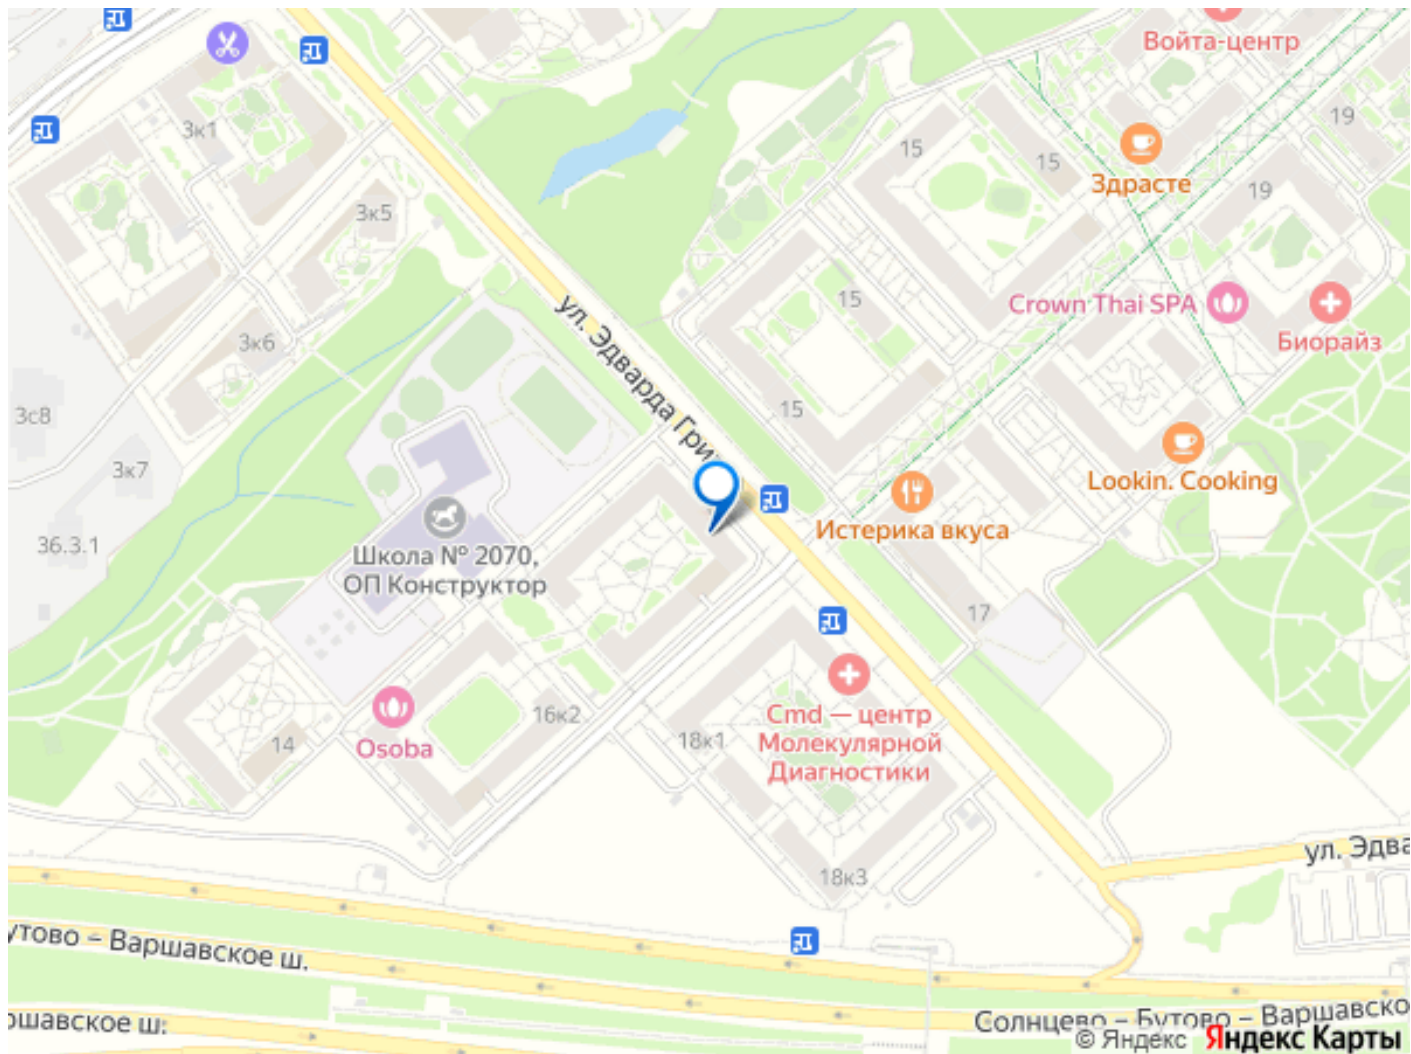 Войта-центр
3к1
19
15
15
Здрасте
19
3к5
15
Crown Thai SPA
Биорайз
ул. Эдварда Гри
3к6
15
3с8
3к7
Lookin. Cooking
Истерика вкуса
36.3.1
Школа № 2070,
ОП Конструктор
17
16к2
Cmd — центр
Молекулярной
Диагностики
18к1
14
Osoba
ул. Эдва
18к3
утово – Варшавское ш.
ршавское ш.
Солнцево – Бутово – Варшавско
© Яндекс Яндекс Карты